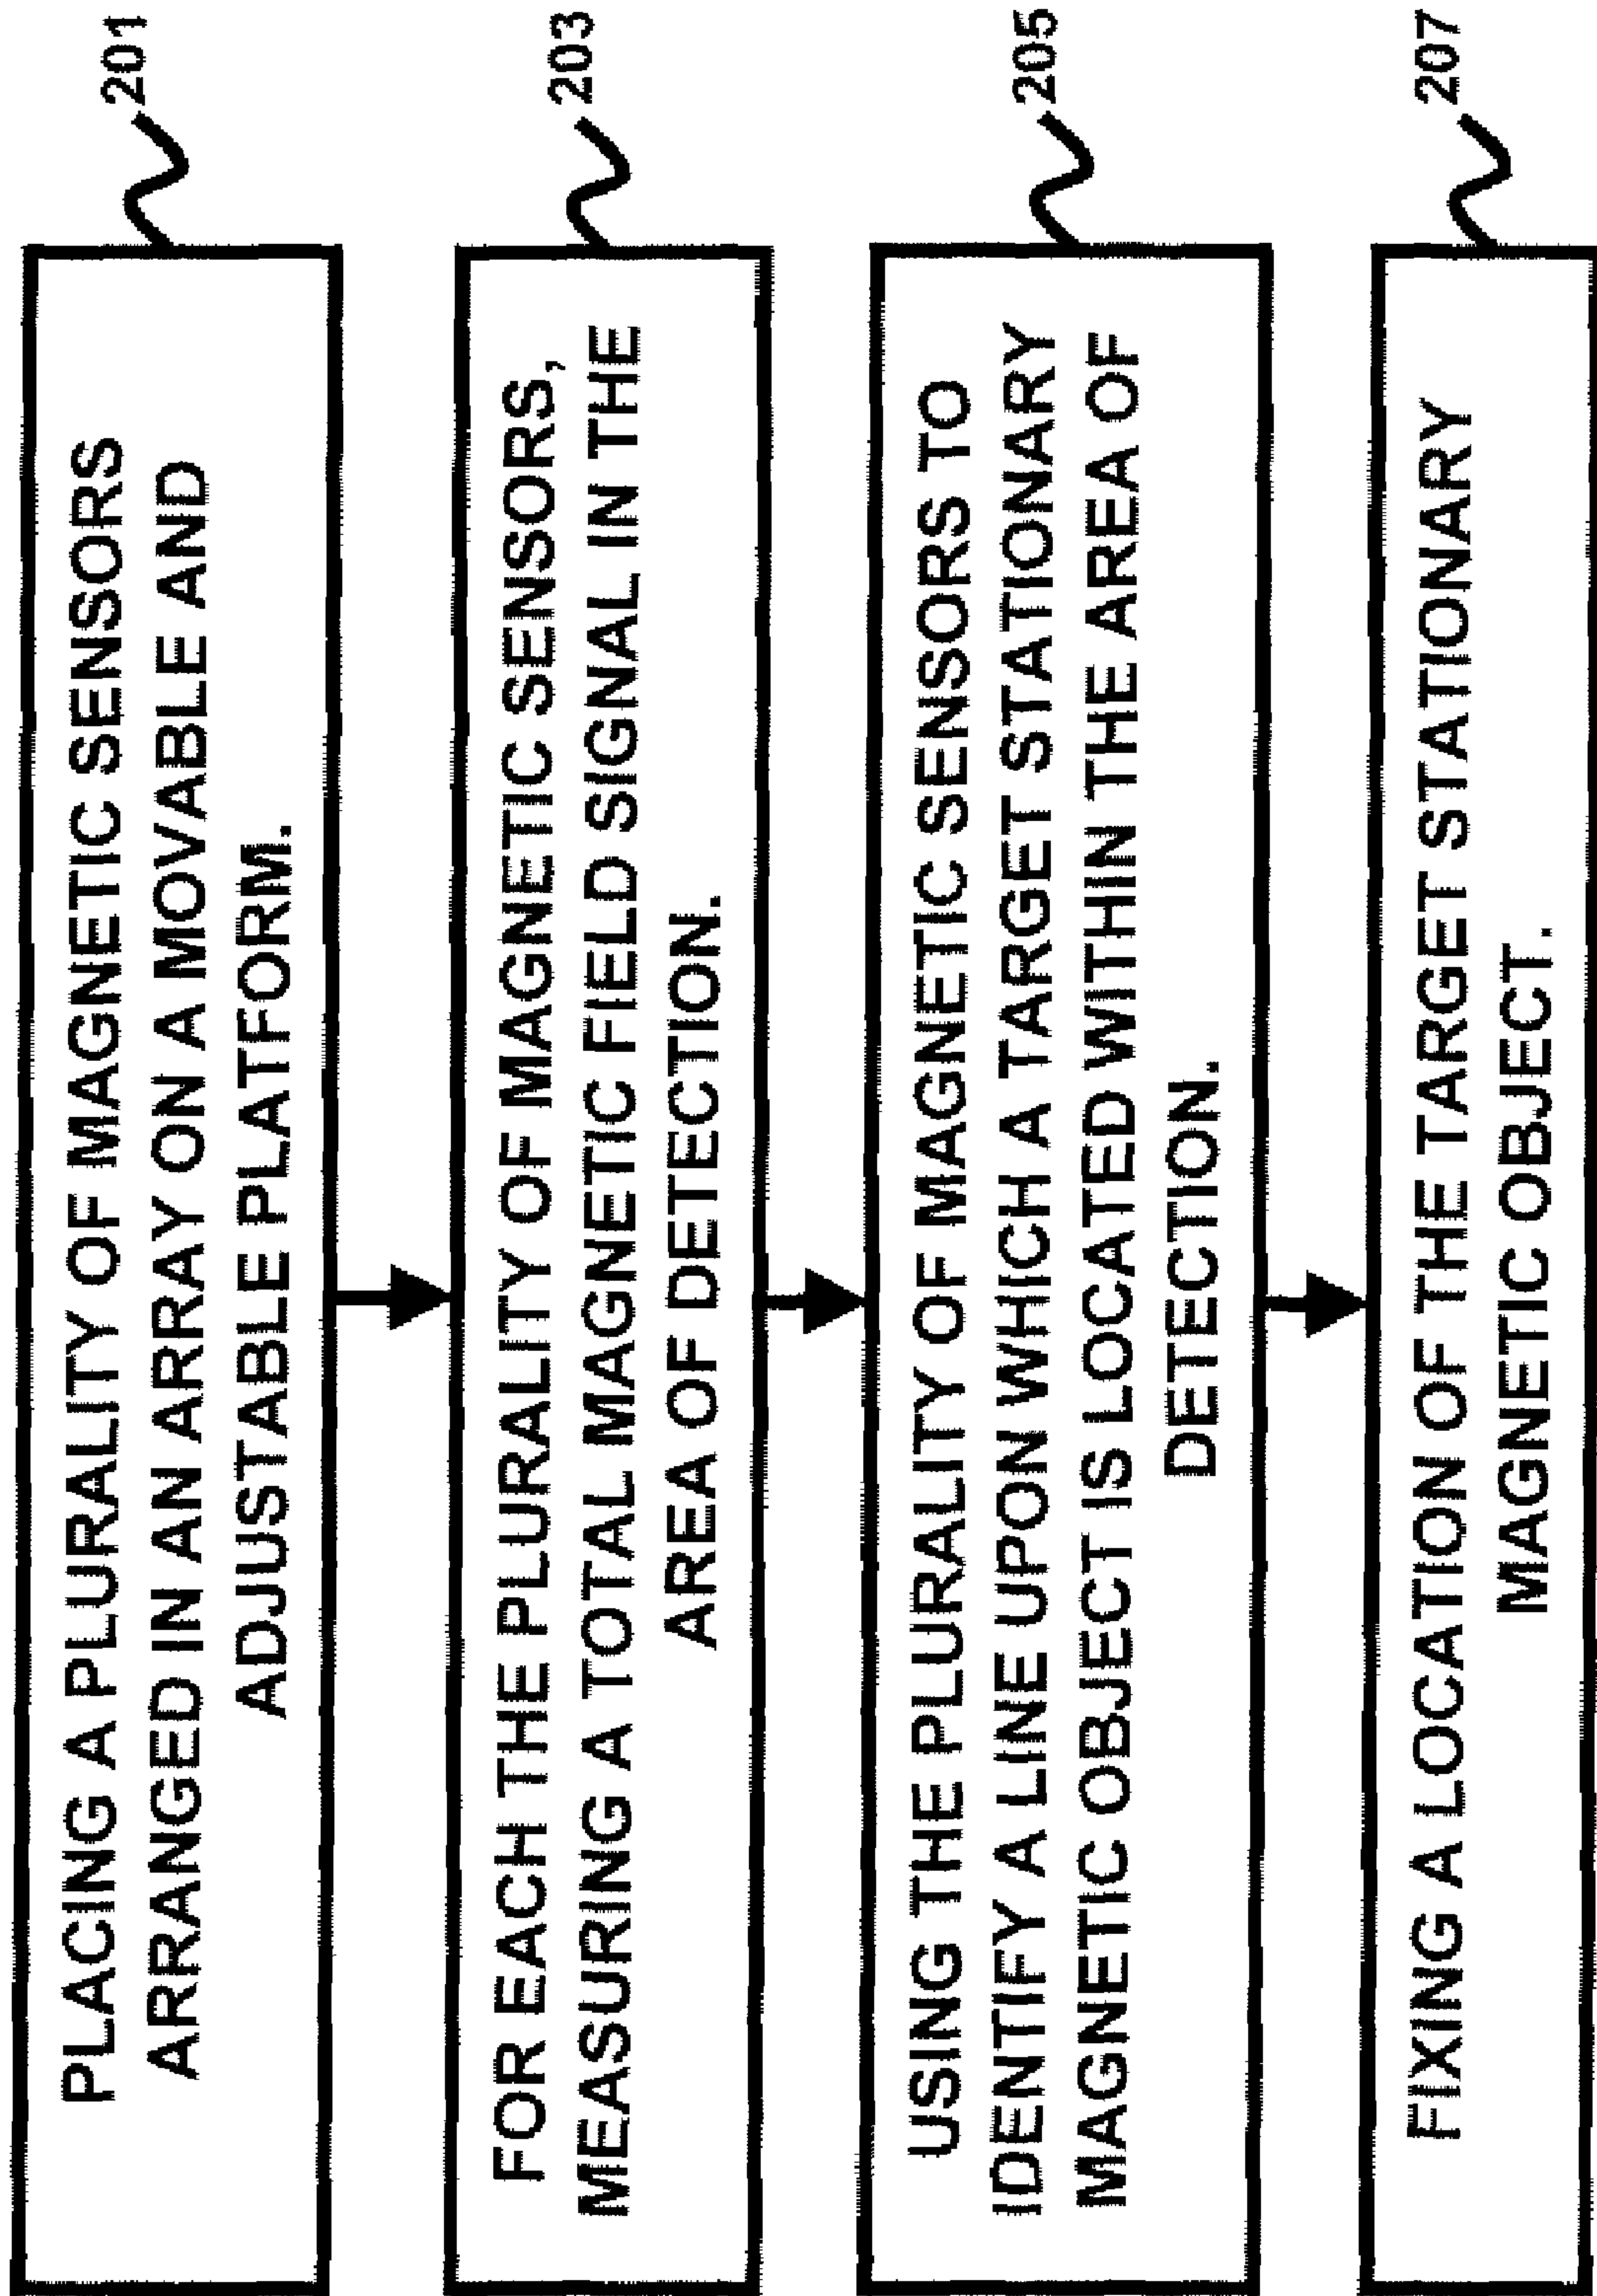 PLACING A PLURALITY OF MAGNETIC SENSORS
ARRANGED IN AN ARRAY ON A MOVABLE AND
ADJUSTABLE PLATFORM.
201
FOR EACH THE PLURALITY OF MAGNETIC SENSORS,
MEASURING A TOTAL MAGNETIC FIELD SIGNAL IN THE
AREA OF DETECTION.
203
USING THE PLURALITY OF MAGNETIC SENSORS TO
IDENTIFY A LINE UPON WHICH A TARGET STATIONARY
MAGNETIC OBJECT IS LOCATED WITHIN THE AREA OF
DETECTION.
205
FIXING A LOCATION OF THE TARGET STATIONARY
MAGNETIC OBJECT.
207